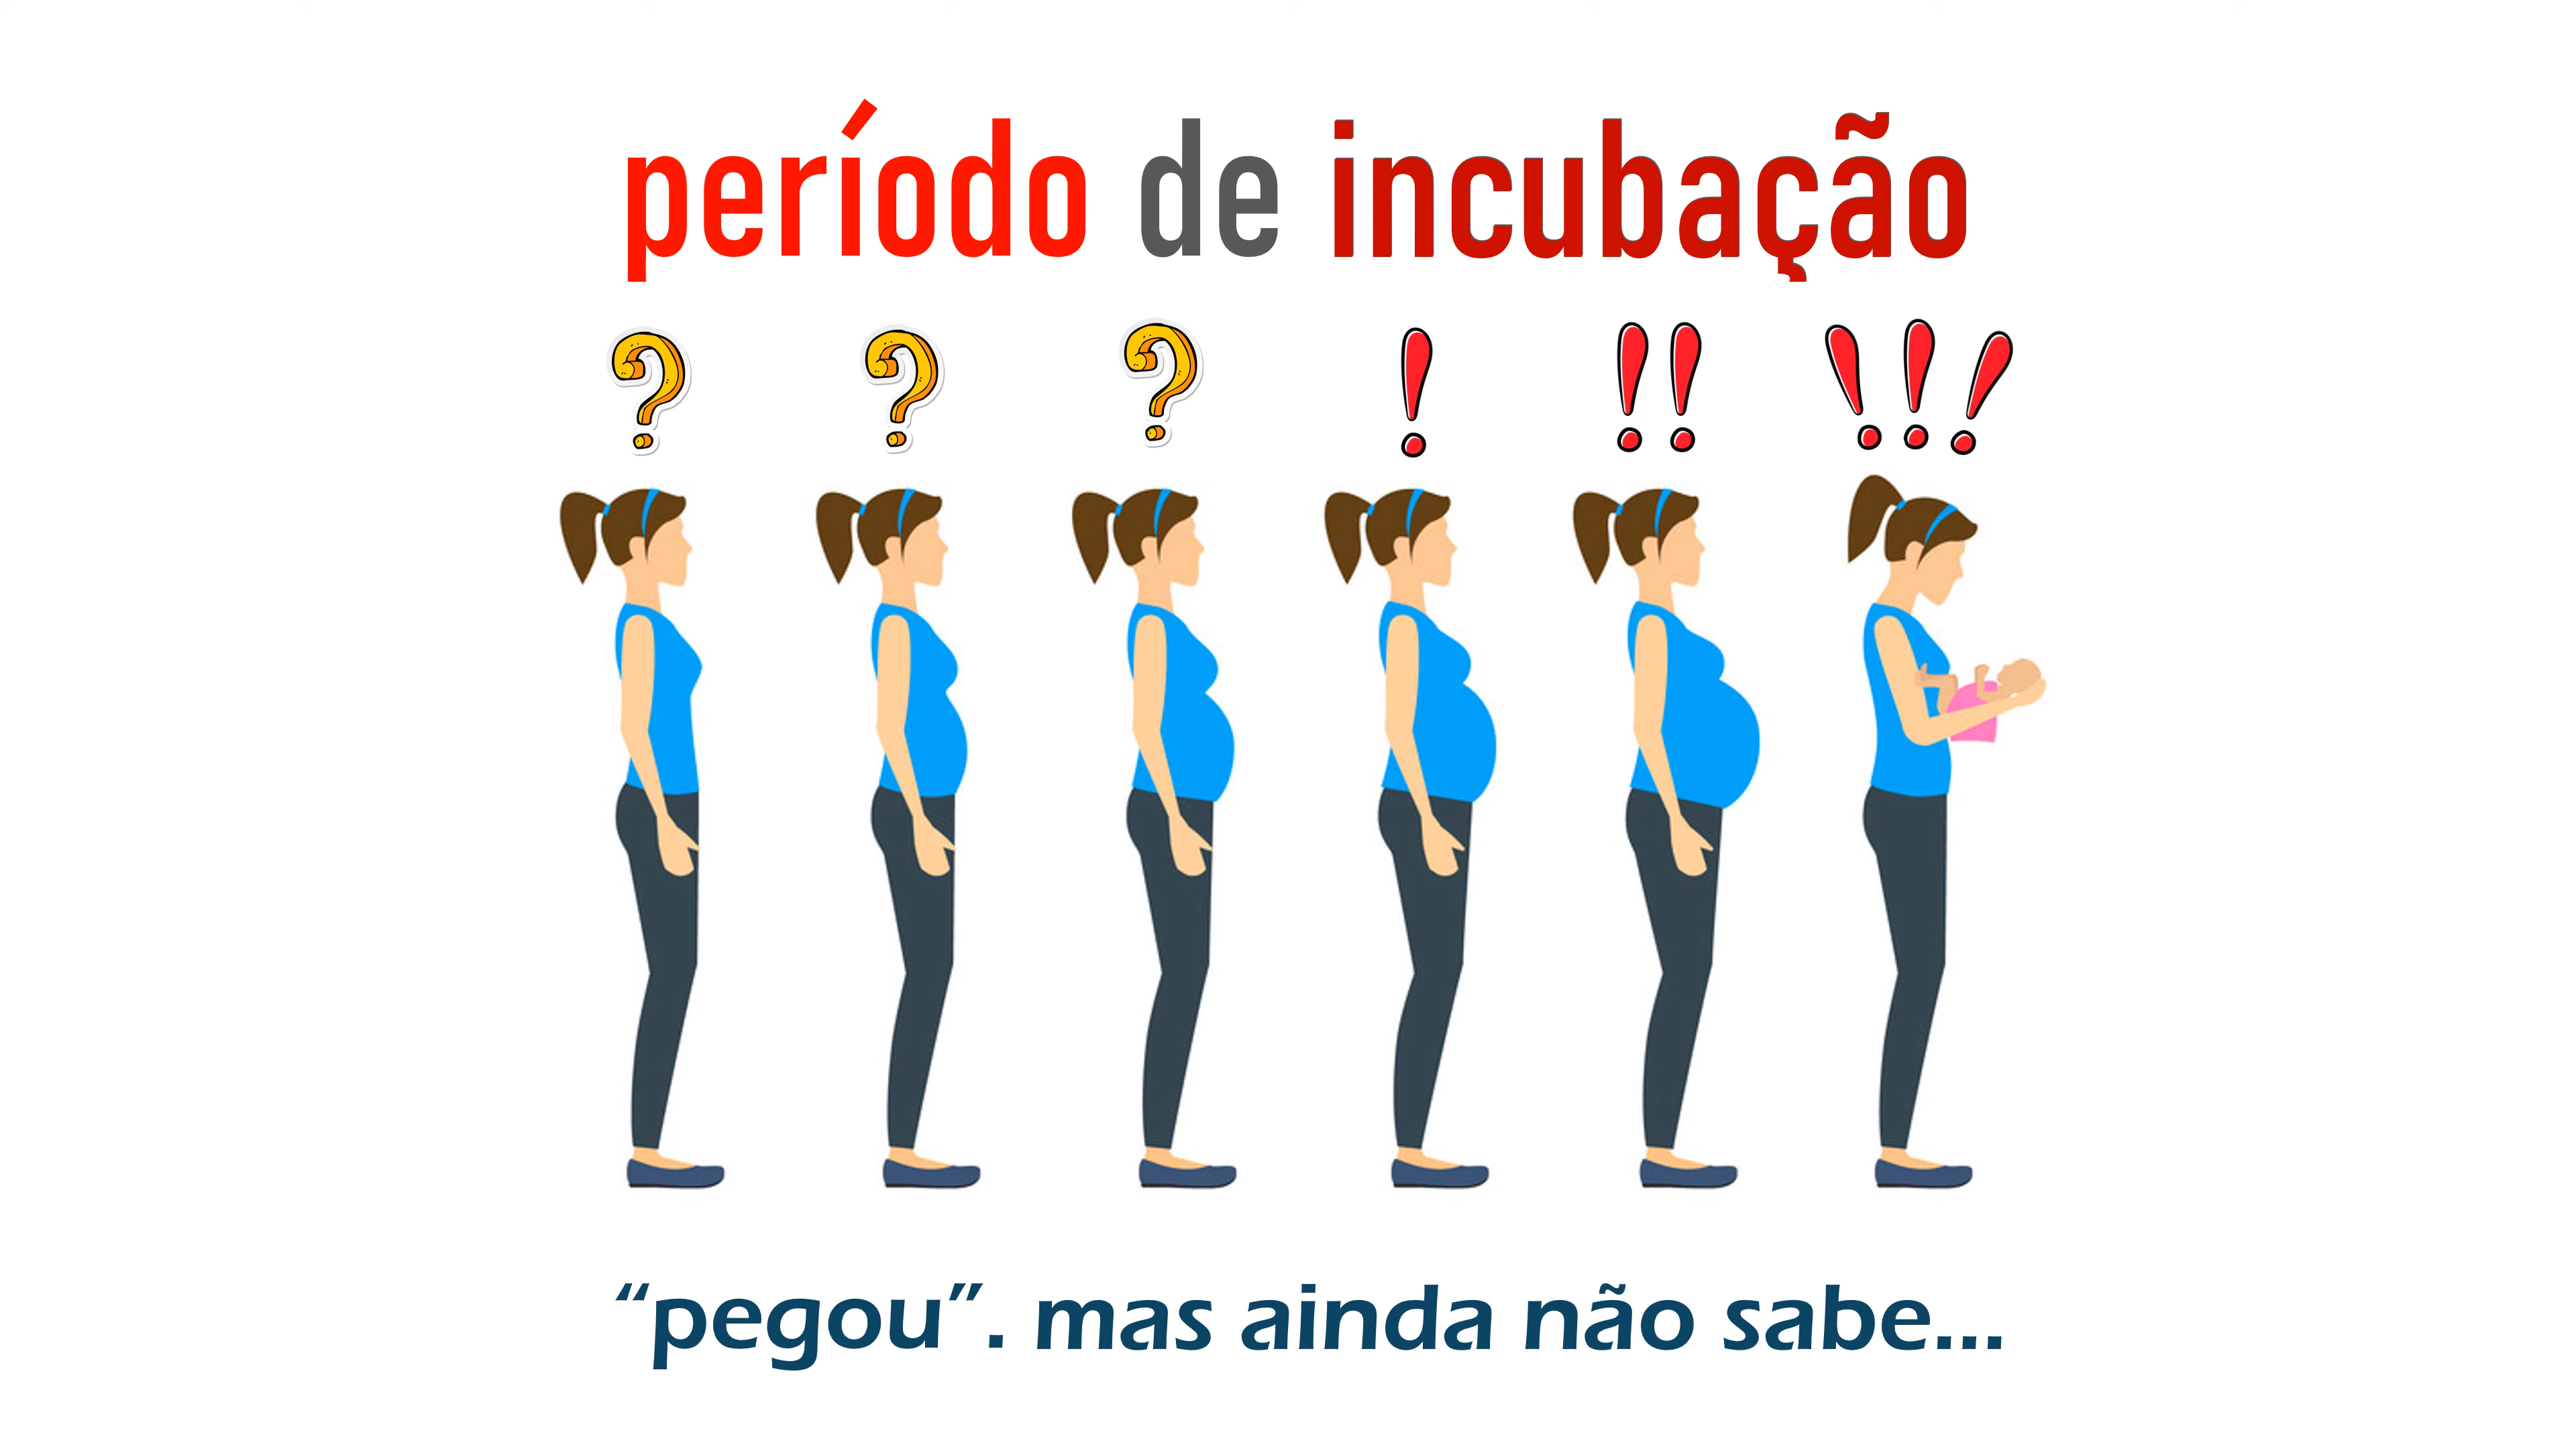 período de incubação
? ? ? ! !! !!!
“pegou”. mas ainda não sabe...